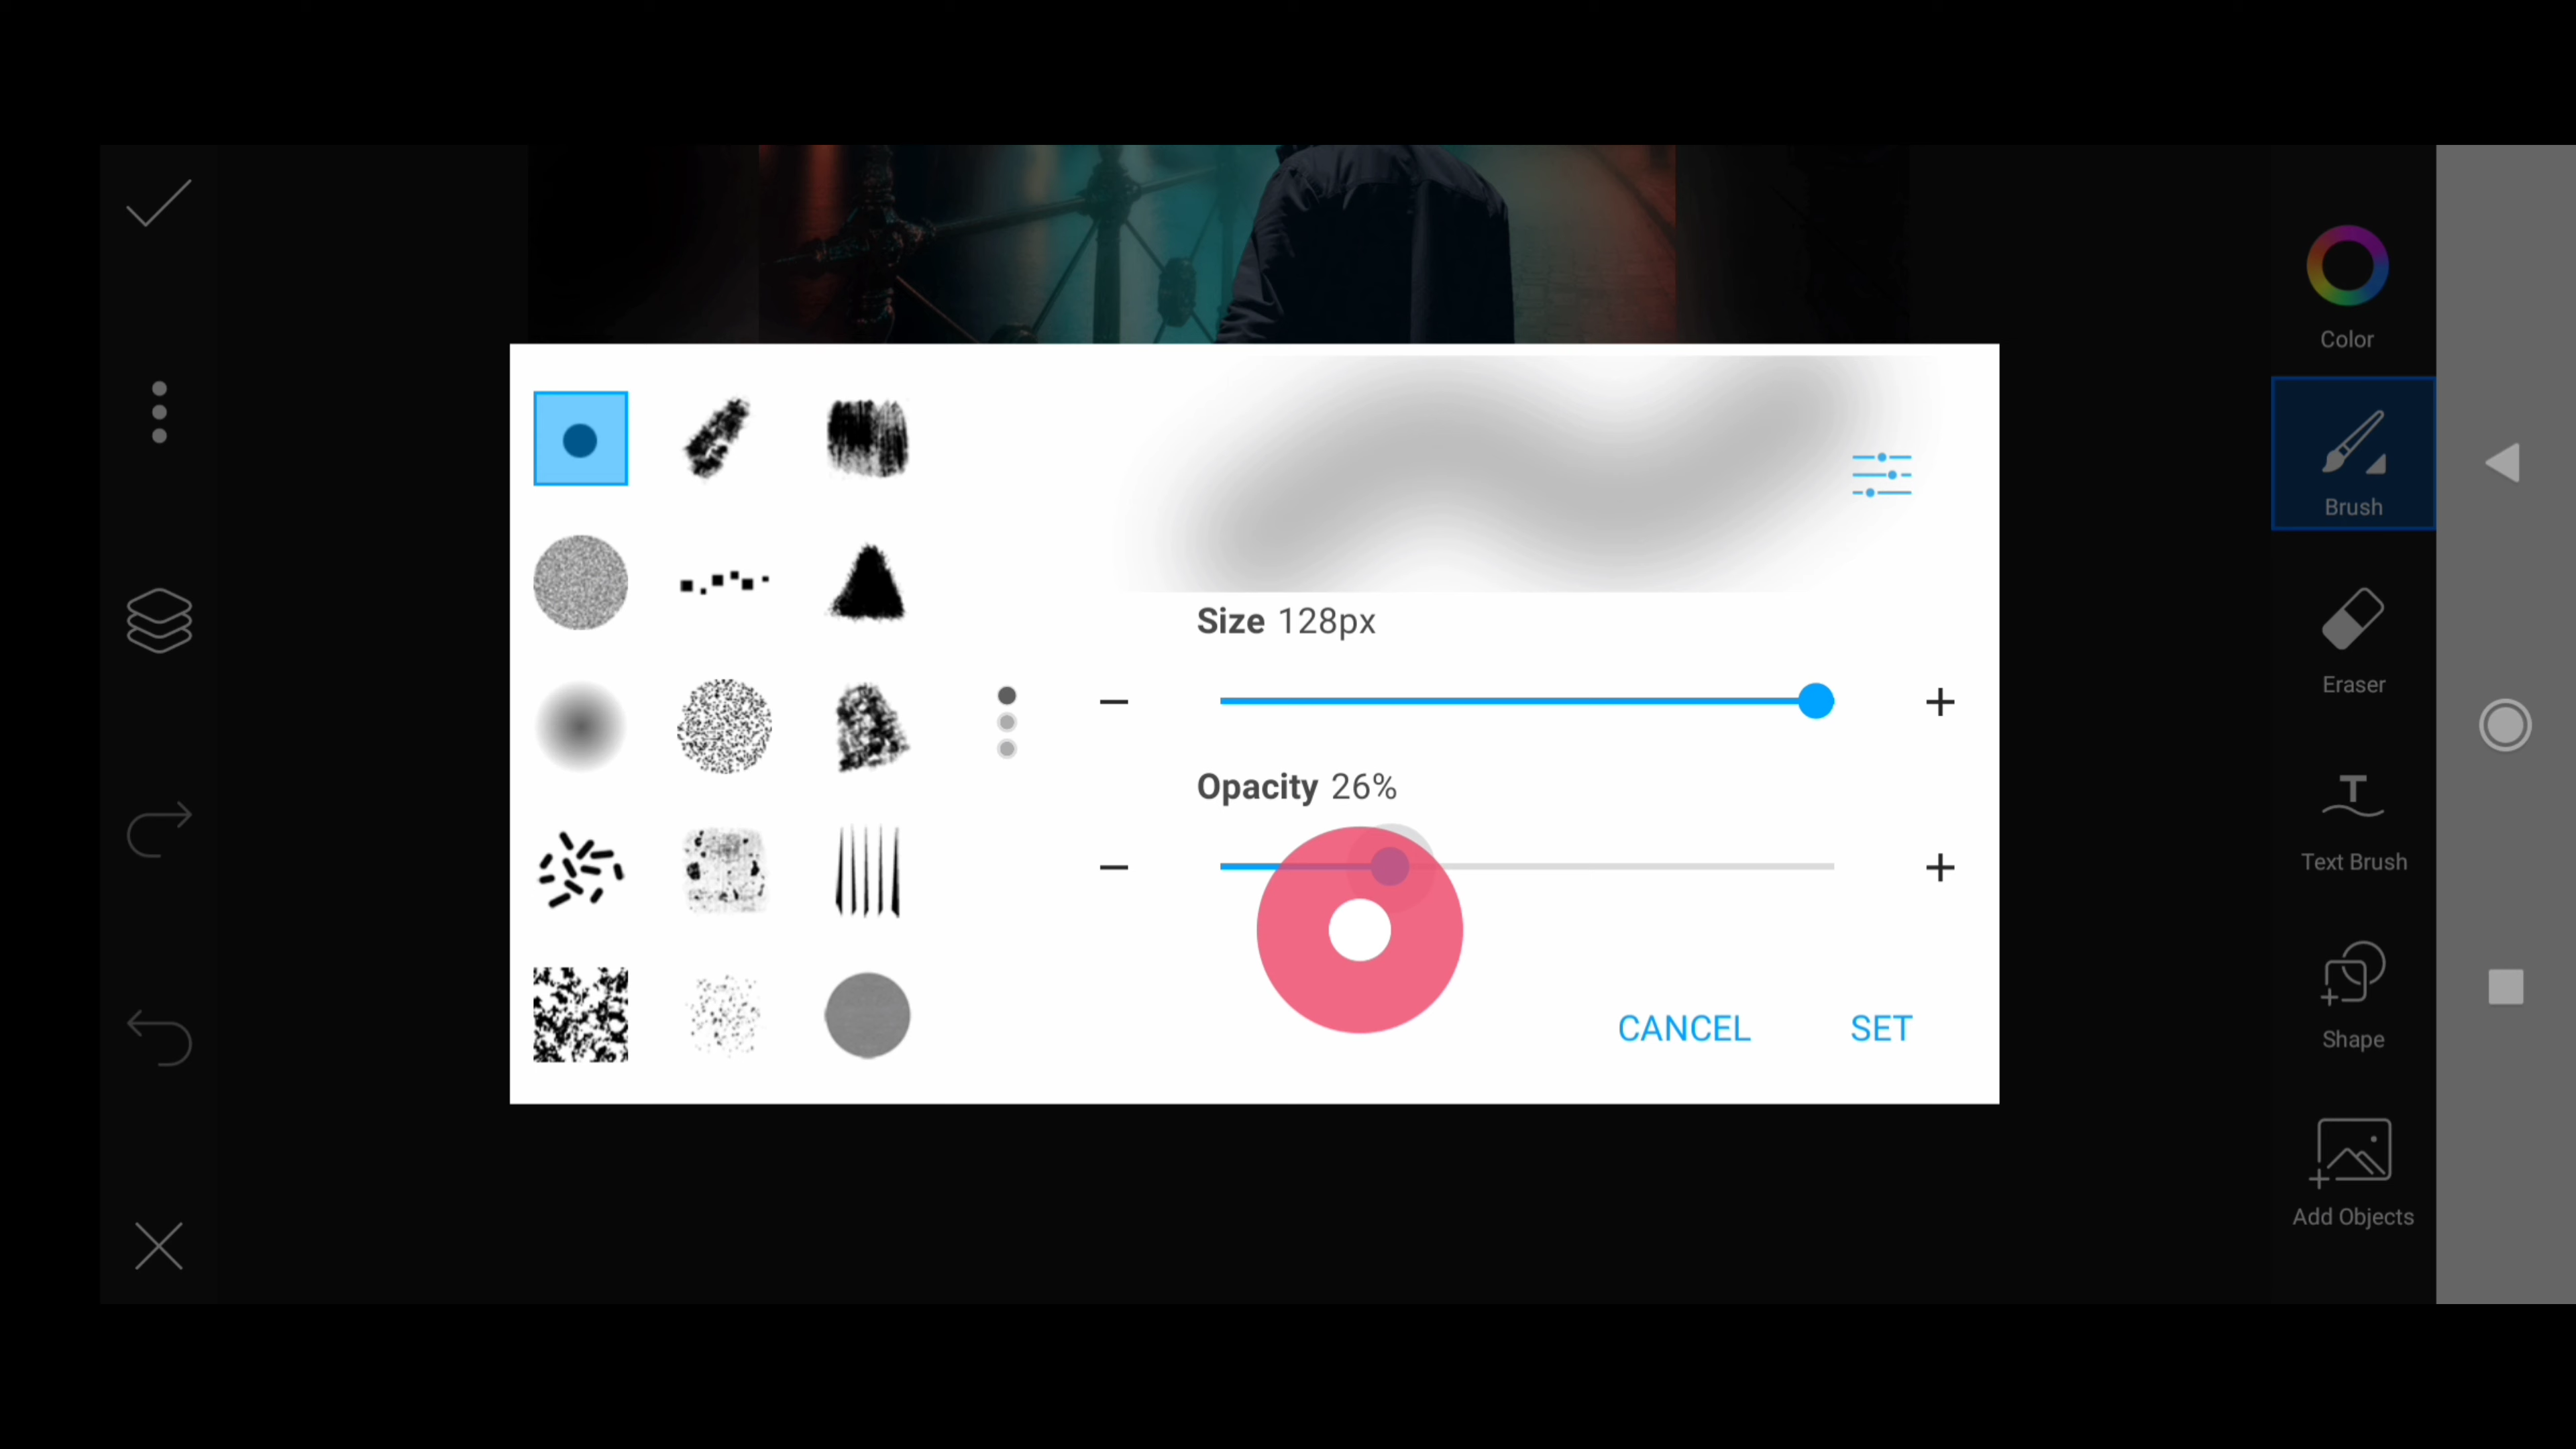 Size 128px
Opacity 26%
CANCEL SET
Color
Brush
Eraser
T
Text Brush
Shape
Add Objects